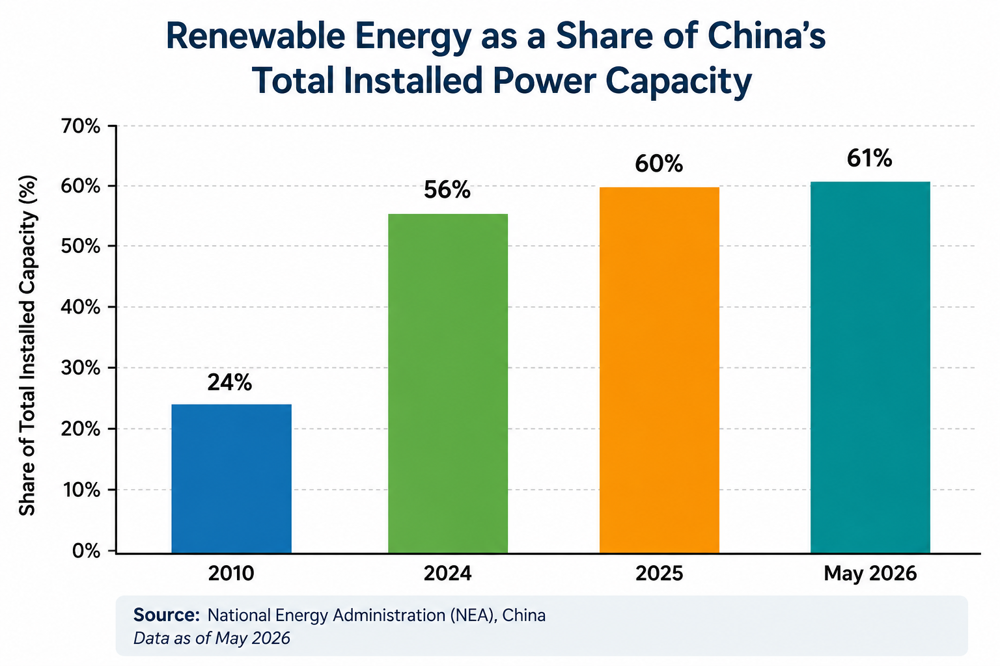 Renewable Energy as a Share of China’s
Total Installed Power Capacity
Share of Total Installed Capacity (%)
70%
60%
50%
40%
30%
20%
10%
0%
24%
56%
60%
61%
2010
2024
2025
May 2026
Source: National Energy Administration (NEA), China
Data as of May 2026